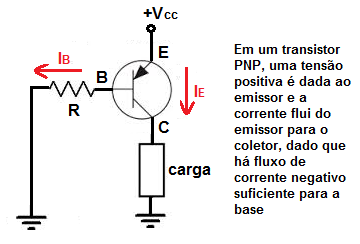 +Vcc
E
IB
B
IE
R
C
carga
Em um transistor
PNP, uma tensão
positiva é dada ao
emissor e a
corrente flui do
emissor para o
coletor, dado que
há fluxo de
corrente negativo
suficiente para a
base